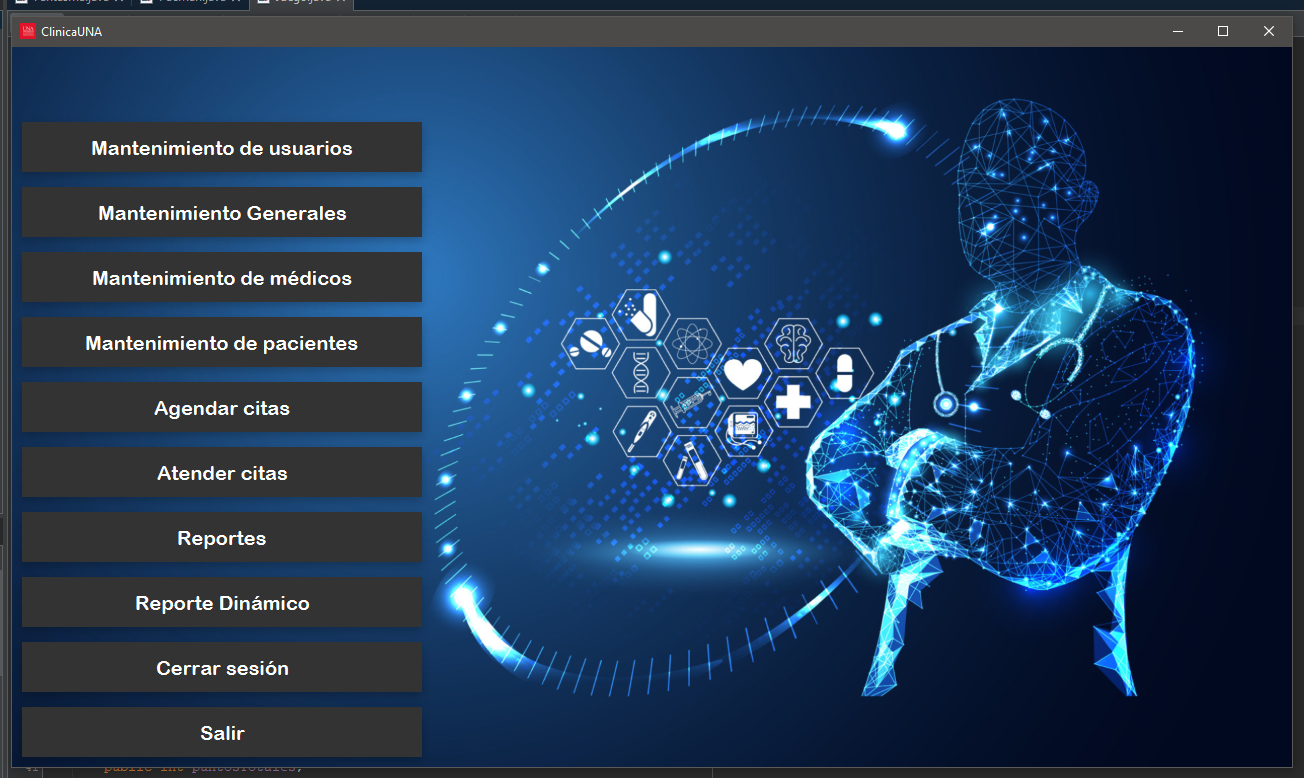 ClinicaUNA
Mantenimiento de usuarios
Mantenimiento Generales
Mantenimiento de médicos
Mantenimiento de pacientes
Agendar citas
Atender citas
Reportes
Reporte Dinámico
Cerrar sesión
Salir